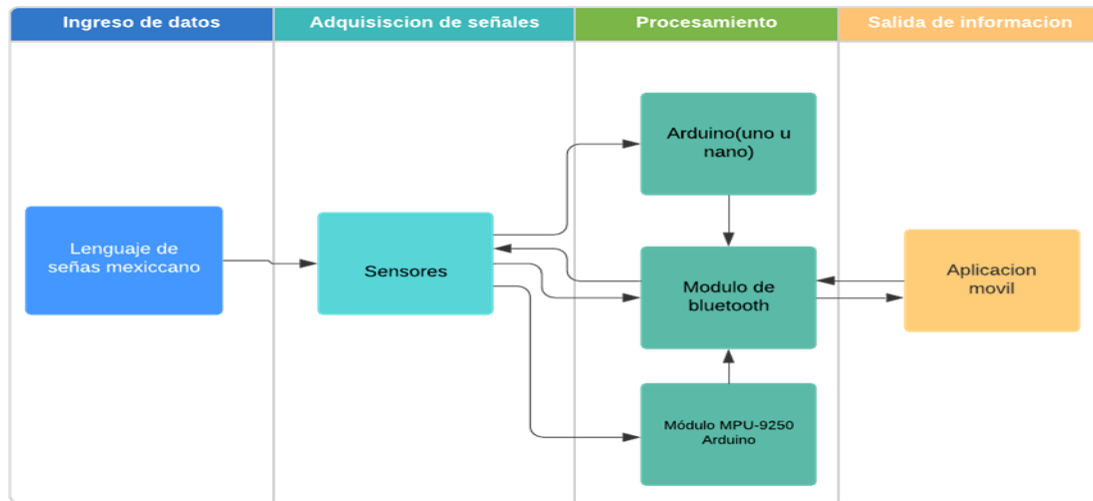 Ingreso de datos
Adquisiscion de señales
Procesamiento
Salida de informacion
Lenguaje de
señas mexiccano
Sensores
Arduino(uno u
nano)
Modulo de
bluetooth
Módulo MPU-9250
Arduino
Aplicacion
movil